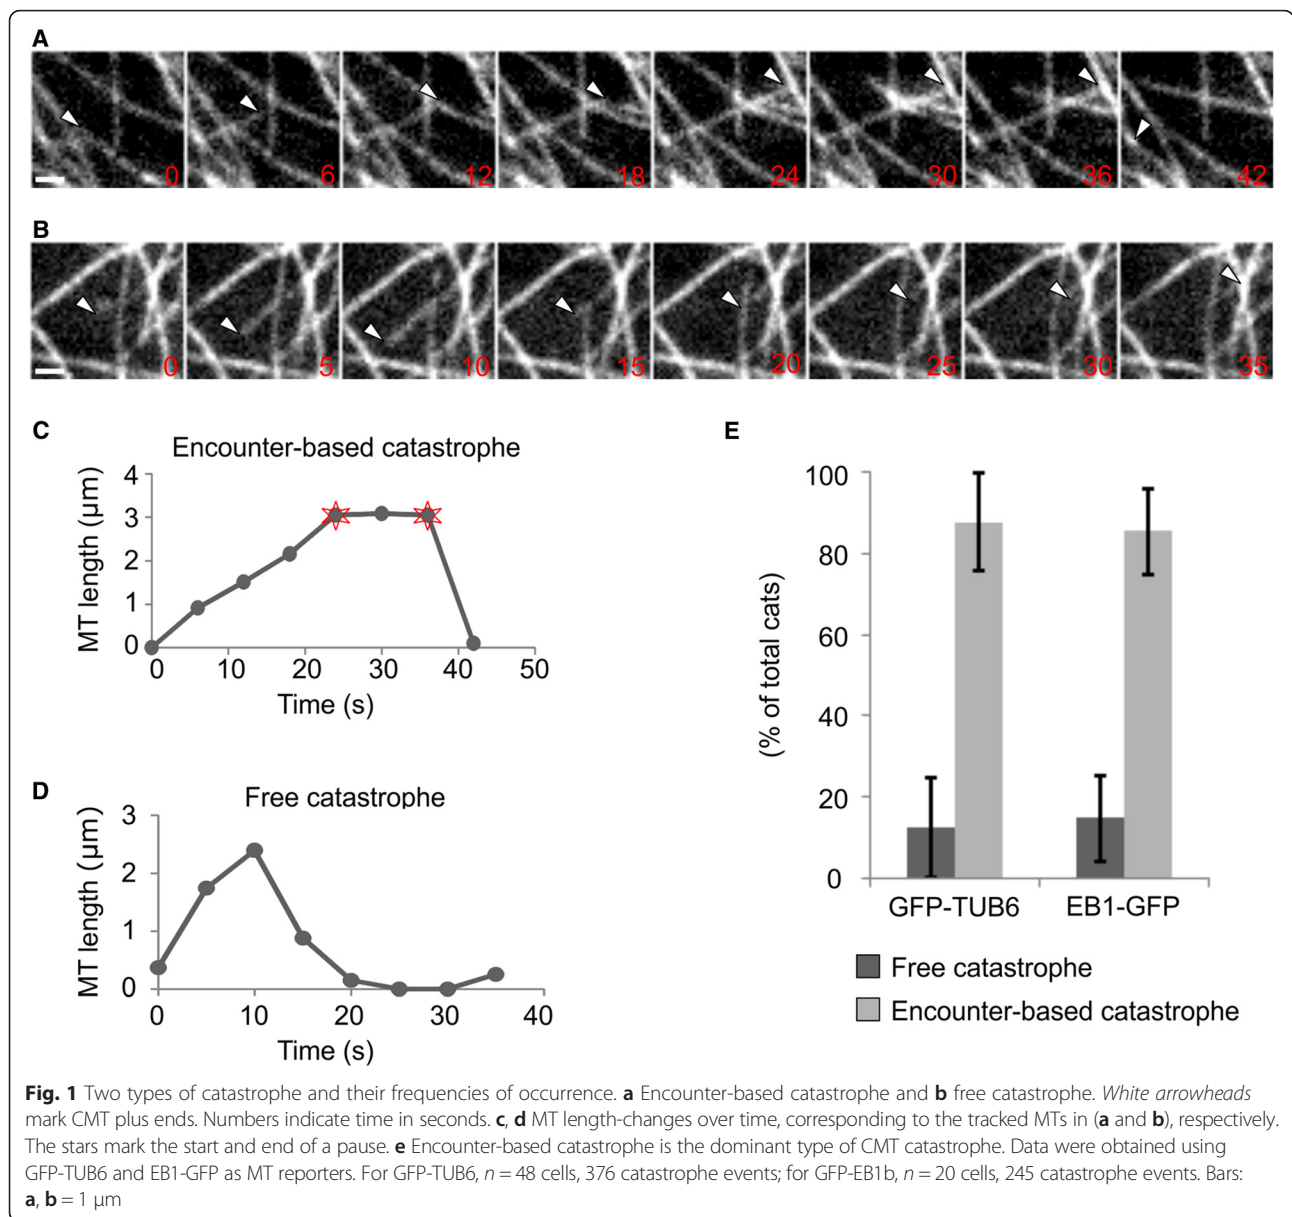 A
0 6 12 18 24 30 36 42
B
0 5 10 15 20 25 30 35
C
Encounter-based catastrophe
MT length (µm)
4
3
2
1
0
0 10 20 30 40 50
Time (s)
D
Free catastrophe
MT length (µm)
3
2
1
0
0 10 20 30 40
Time (s)
E
(% of total cats)
100
80
60
40
20
0
GFP-TUB6 EB1-GFP
Free catastrophe
Encounter-based catastrophe
Fig. 1 Two types of catastrophe and their frequencies of occurrence. a Encounter-based catastrophe and b free catastrophe. White arrowheads
mark CMT plus ends. Numbers indicate time in seconds. c, d MT length-changes over time, corresponding to the tracked MTs in (a and b), respectively.
The stars mark the start and end of a pause. e Encounter-based catastrophe is the dominant type of CMT catastrophe. Data were obtained using
GFP-TUB6 and EB1-GFP as MT reporters. For GFP-TUB6, n = 48 cells, 376 catastrophe events; for GFP-EB1b, n = 20 cells, 245 catastrophe events. Bars:
a, b = 1 µm